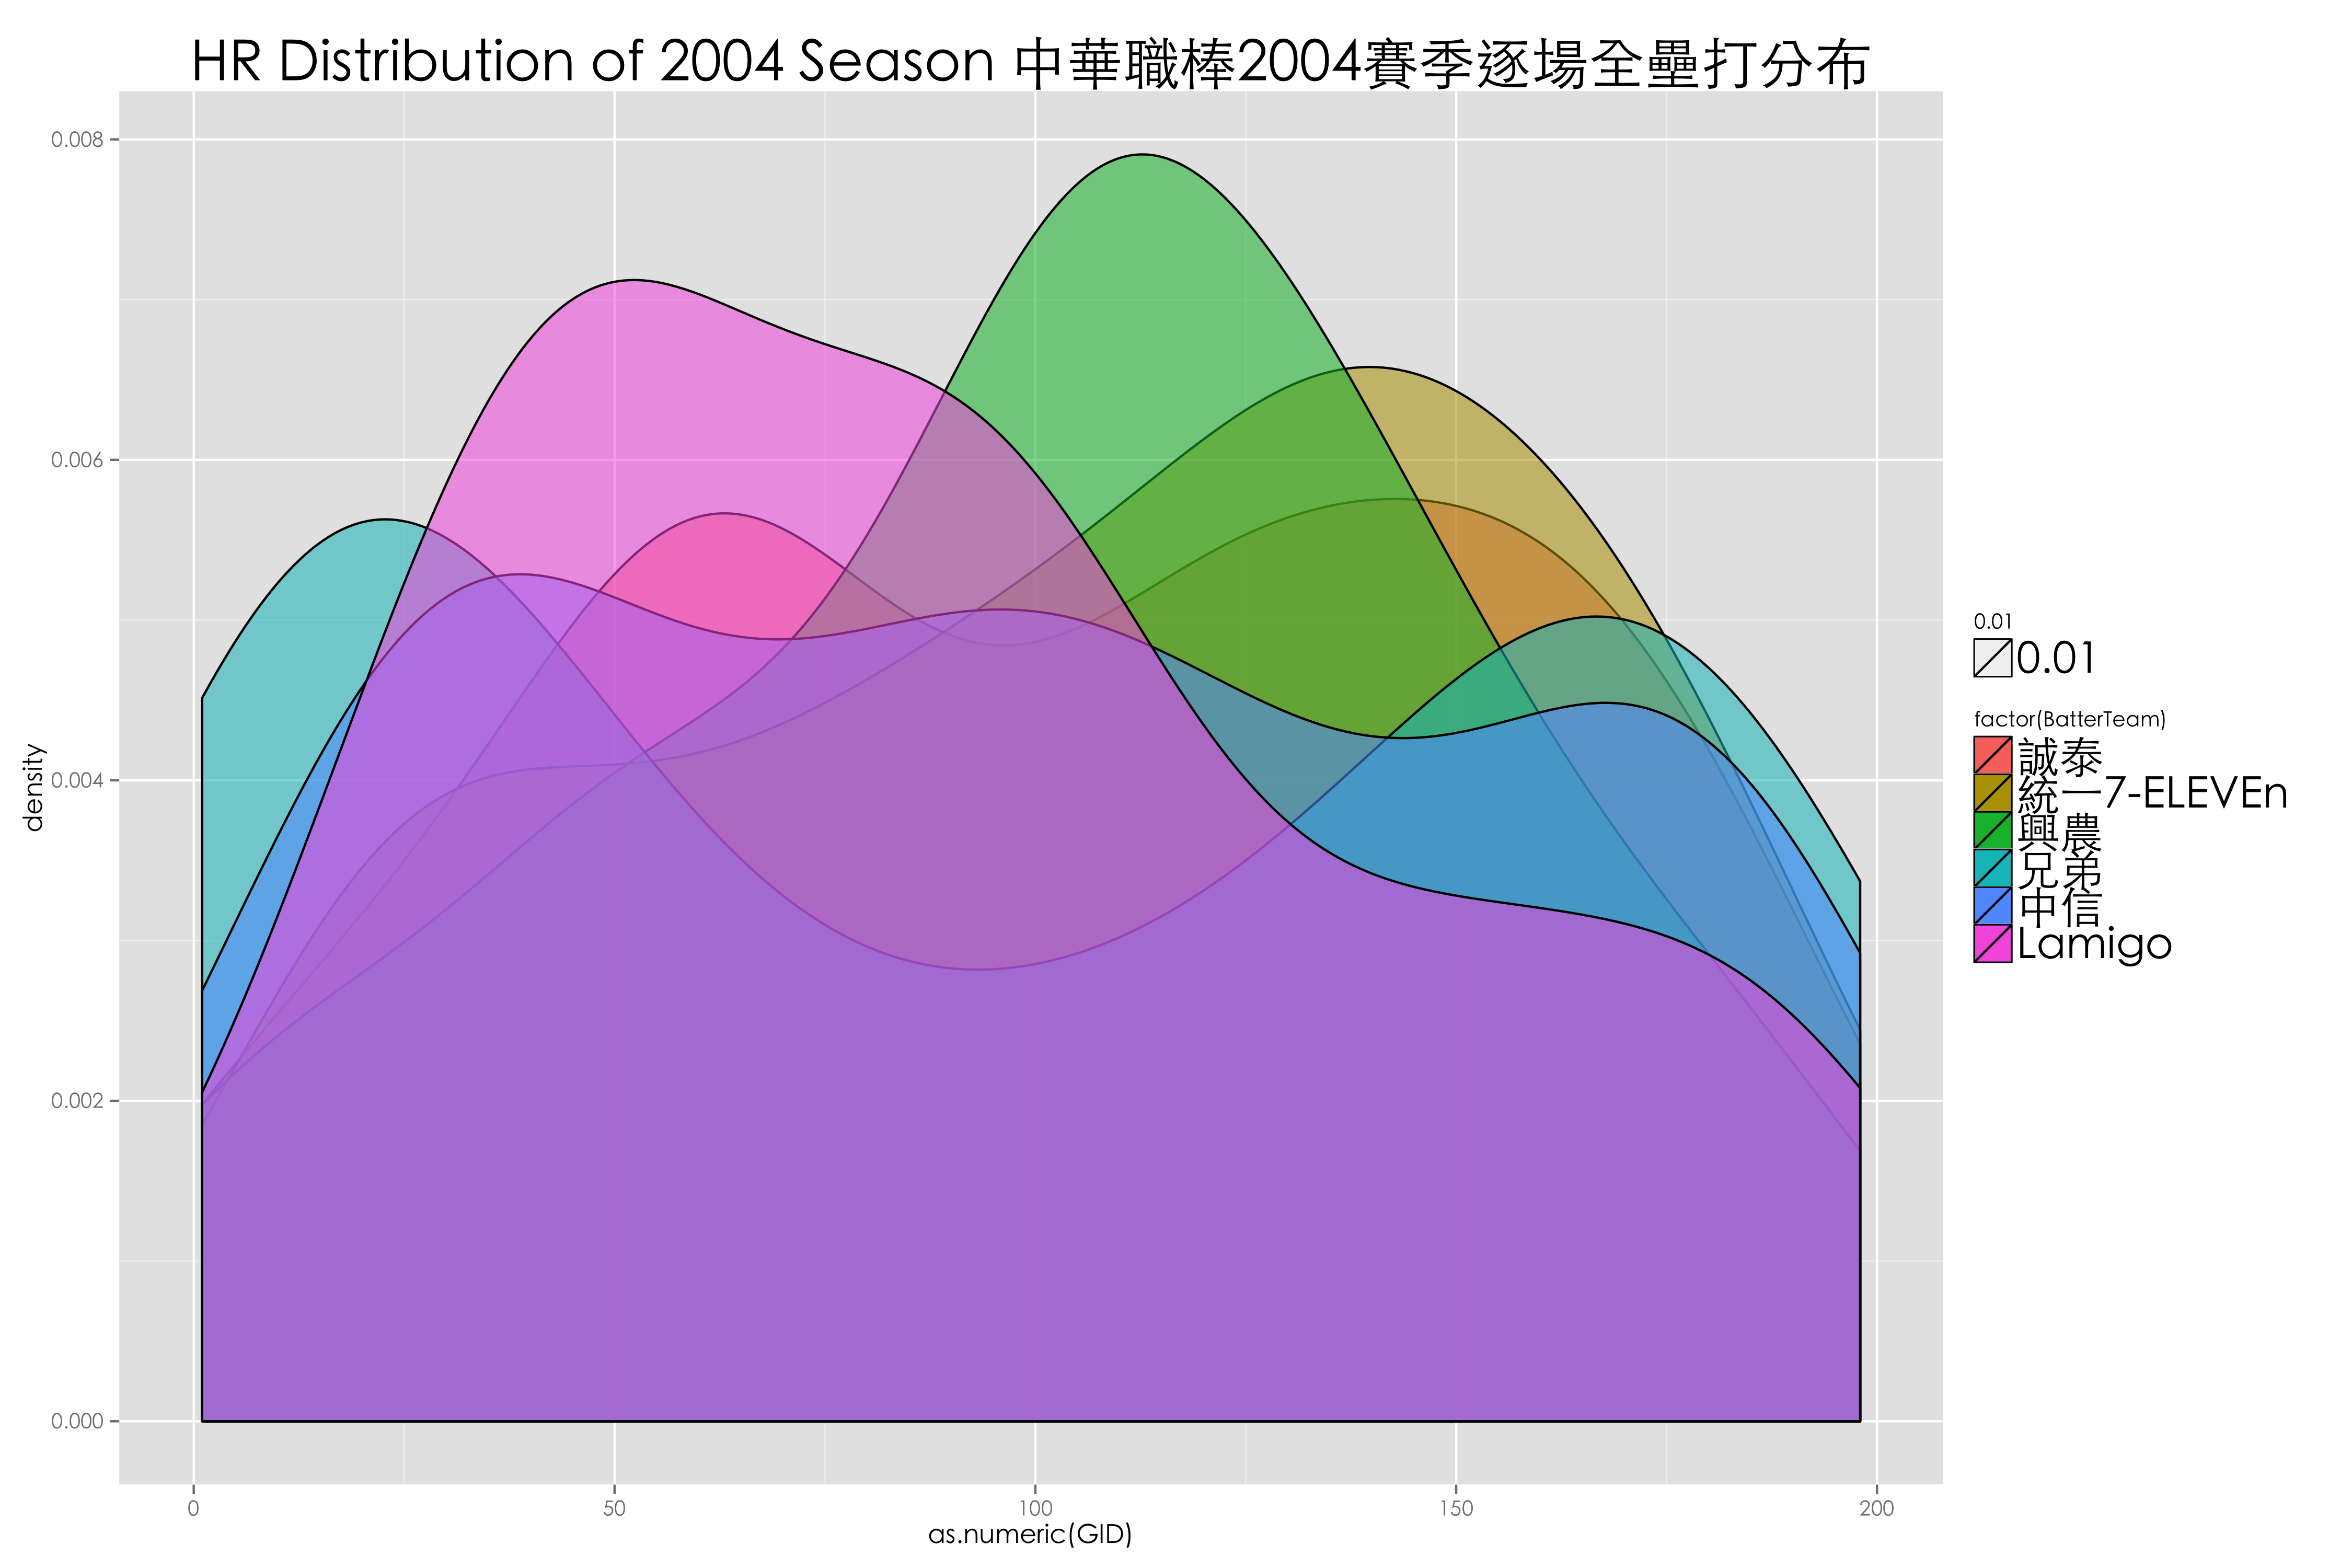 HR Distribution of 2004 Season 中華職棒2004賽季逐場全壘打分布
0.008
0.006
0.004
0.002
0.000
density
0
50
100
150
200
as.numeric(GID)
0.01
0.01
factor(BatterTeam)
誠泰
統一7-ELEVEn
興農
兄弟
中信
Lamigo